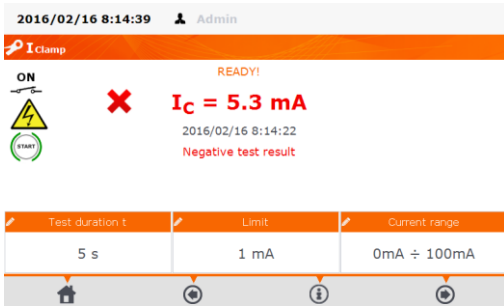 2016/02/16 8:14:39 Admin
I Clamp
ON
READY!
IC = 5.3 mA
2016/02/16 8:14:22
START
Negative test result
Test duration t Limit Current range
5 s 1 mA 0mA ÷ 100mA